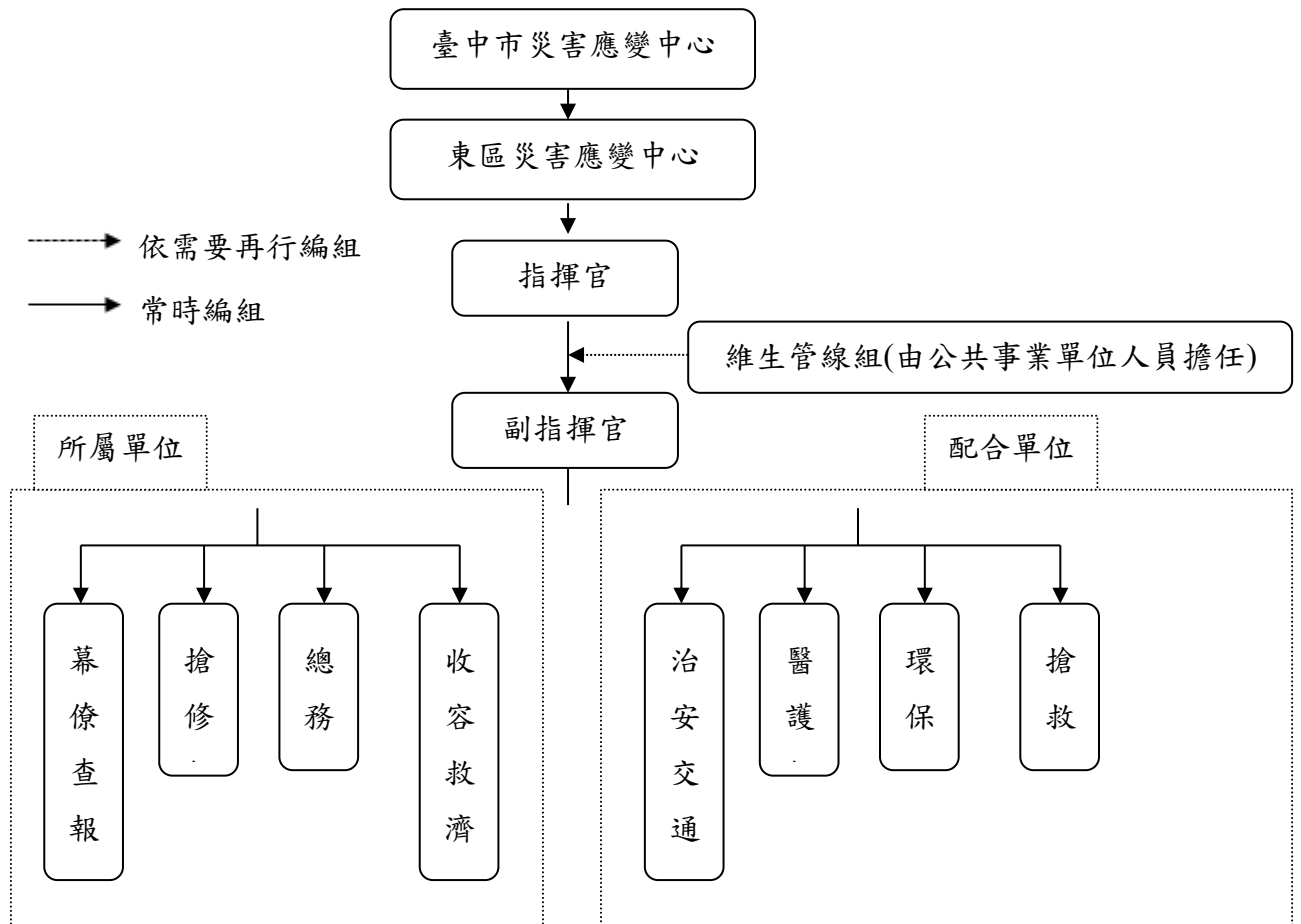 臺中市災害應變中心
東區災害應變中心
依需要再行編組
常時編組
指揮官
維生管線組(由公共事業單位人員擔任)
副指揮官
所屬單位
配合單位
幕僚查報
搶修
總務
收容救濟
治安交通
醫護
環保
搶救